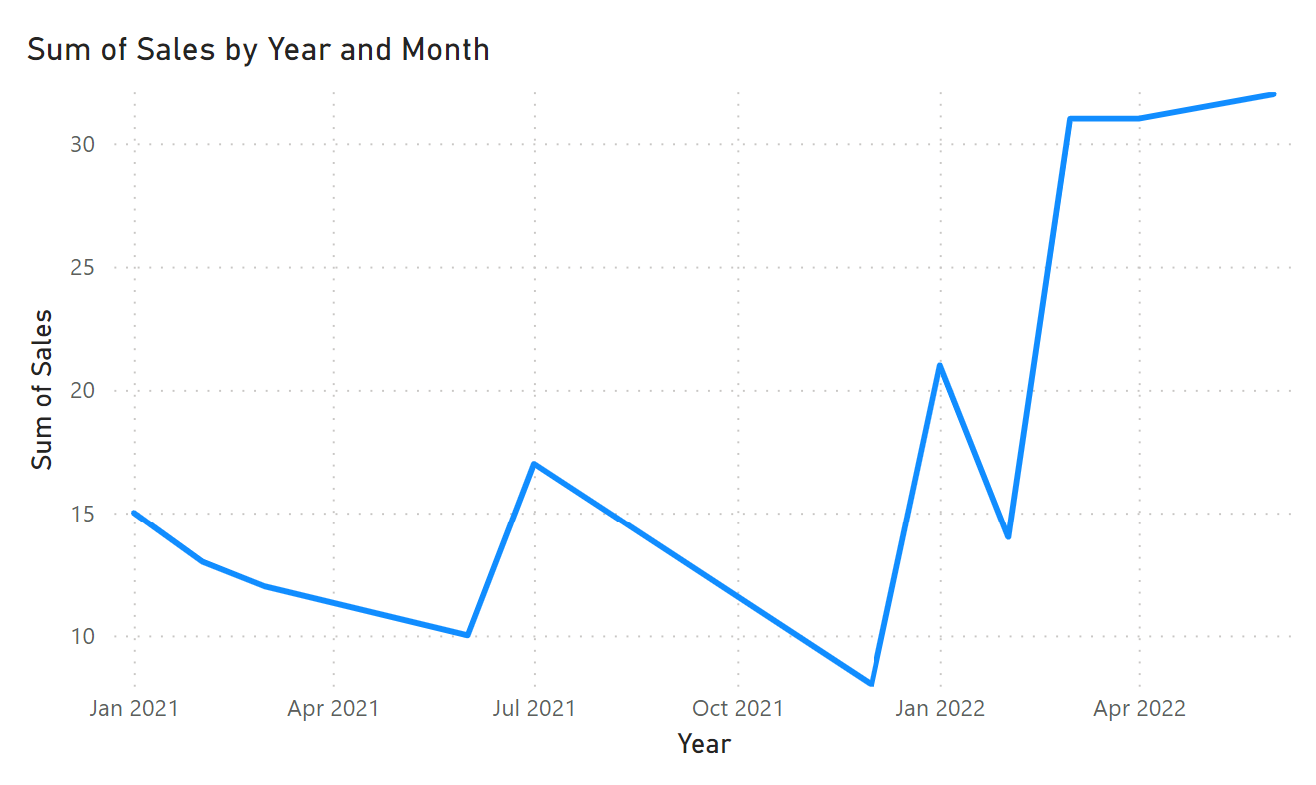 Sum of Sales by Year and Month
30
25
20
15
10
Sum of Sales
Jan 2021 Apr 2021 Jul 2021 Oct 2021 Jan 2022 Apr 2022
Year